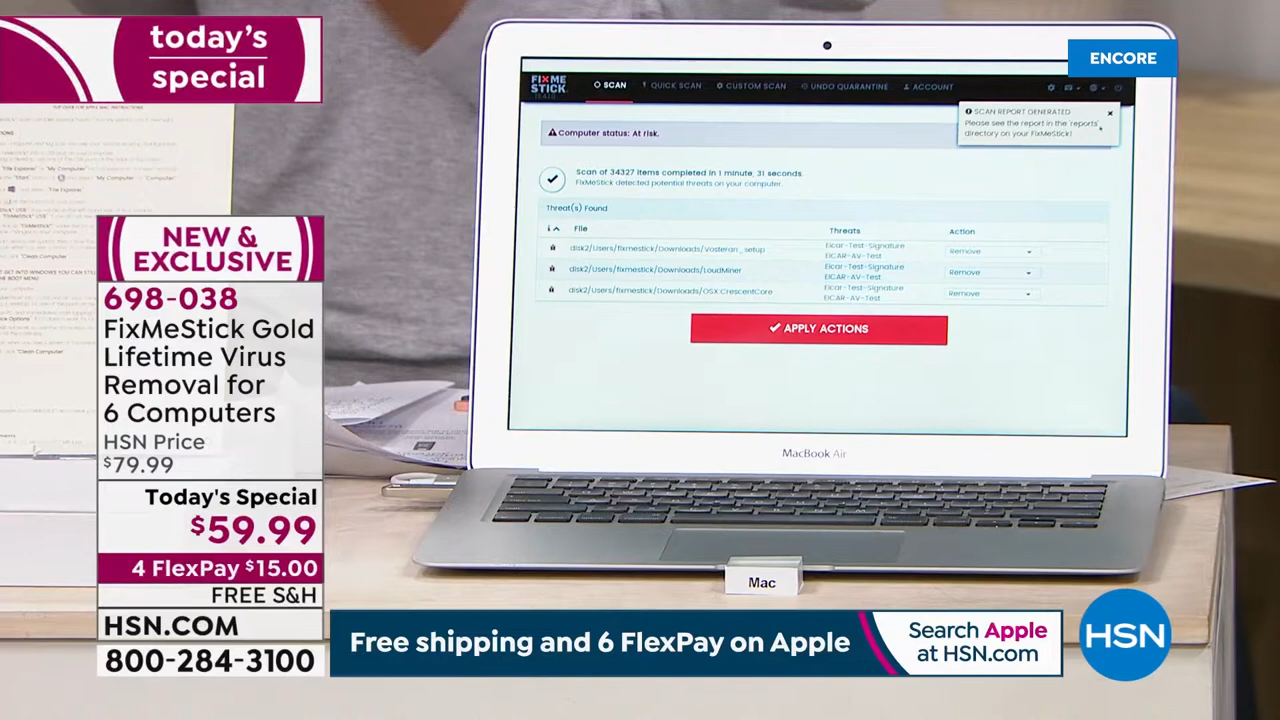 today's
special
ENCORE
NEW &
EXCLUSIVE
698-038
FixMeStick Gold
Lifetime Virus
Removal for
6 Computers
HSN Price
$79.99
Today's Special
$59.99
4 FlexPay $15.00
FREE S&H
HSN.COM
800-284-3100
FIXME
STICK
SCAN
QUICK SCAN
CUSTOM SCAN
UNDO QUARANTINE
ACCOUNT
SCAN REPORT GENERATED
Please see the report in the 'reports'
directory on your FixMeStick!
Computer status: At risk.
Scan of 34327 items completed in 1 minute, 31 seconds.
FixMeStick detected potential threats on your computer.
Threat(s) Found
File Threats Action
disk2/Users/fixmestick/Downloads/Vosteran_setup Eicar-Test-Signature Remove
EICAR-AV-Test
disk2/Users/fixmestick/Downloads/LoudMiner Eicar-Test-Signature Remove
EICAR-AV-Test
disk2/Users/fixmestick/Downloads/OSX.CrescentCore Eicar-Test-Signature Remove
EICAR-AV-Test
APPLY ACTIONS
MacBook Air
Mac
Free shipping and 6 FlexPay on Apple
Search Apple
at HSN.com
HSN